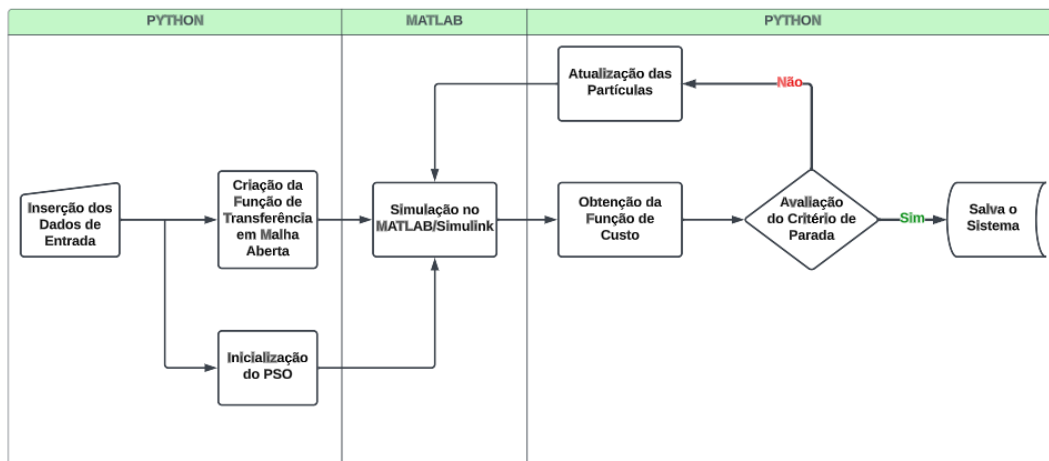 PYTHON
MATLAB
PYTHON
Atualização das
Partículas
Não
Inserção dos
Dados de
Entrada
Criação da
Função de
Transferência
em Malha
Aberta
Simulação no
MATLAB/Simulink
Obtenção da
Função de
Custo
Avaliação
do Critério de
Parada
Sim
Salva o
Sistema
Inicialização
do PSO